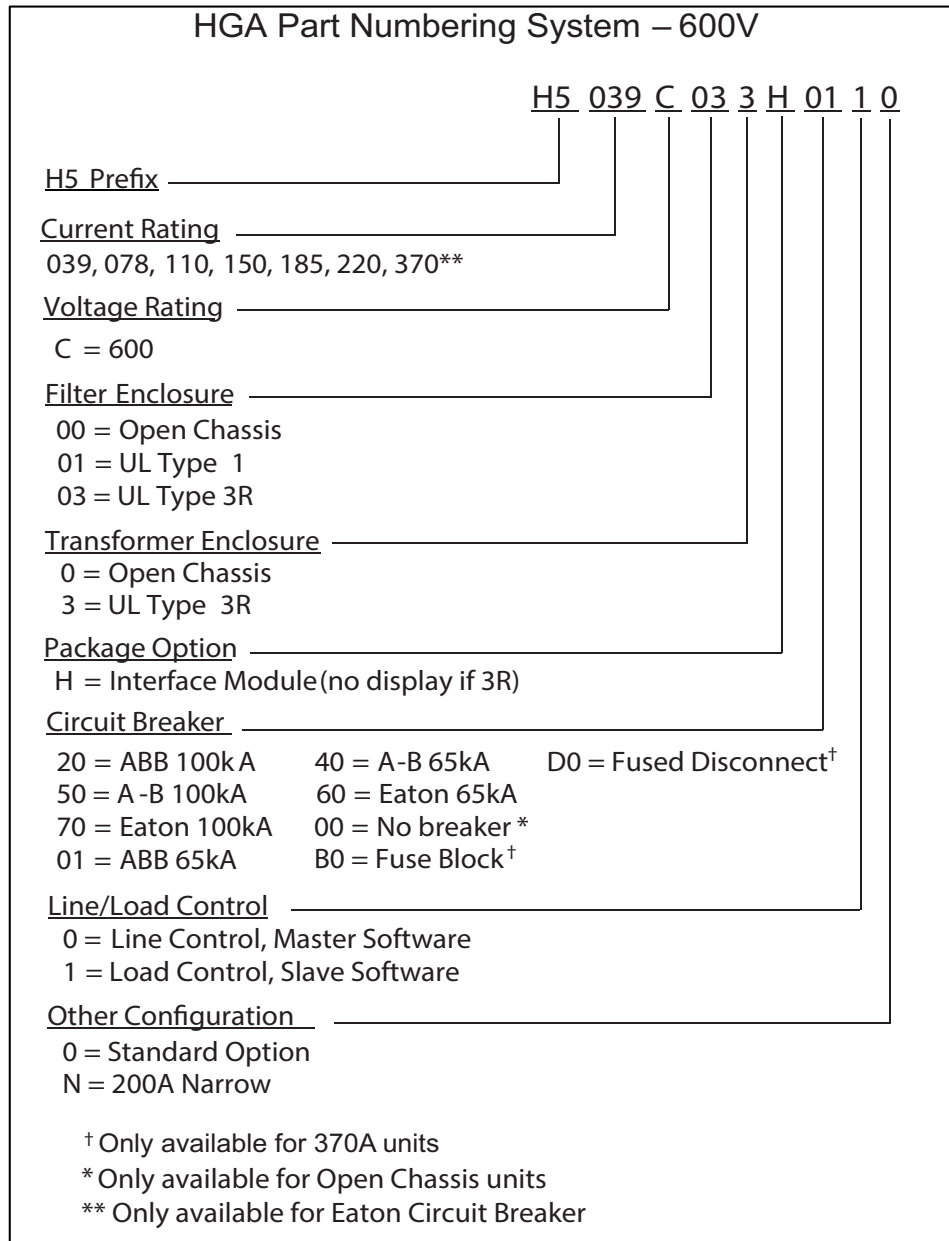 HGA Part Numbering System – 600V
H5 039 C 03 3 H 01 1 0
H5 Prefix
Current Rating
039, 078, 110, 150, 185, 220, 370**
Voltage Rating
C = 600
Filter Enclosure
00 = Open Chassis
01 = UL Type 1
03 = UL Type 3R
Transformer Enclosure
0 = Open Chassis
3 = UL Type 3R
Package Option
H = Interface Module (no display if 3R)
Circuit Breaker
20 = ABB 100kA 40 = A-B 65kA D0 = Fused Disconnect†
50 = A-B 100kA 60 = Eaton 65kA
70 = Eaton 100kA 00 = No breaker *
01 = ABB 65kA B0 = Fuse Block†
Line/Load Control
0 = Line Control, Master Software
1 = Load Control, Slave Software
Other Configuration
0 = Standard Option
N = 200A Narrow
† Only available for 370A units
* Only available for Open Chassis units
** Only available for Eaton Circuit Breaker